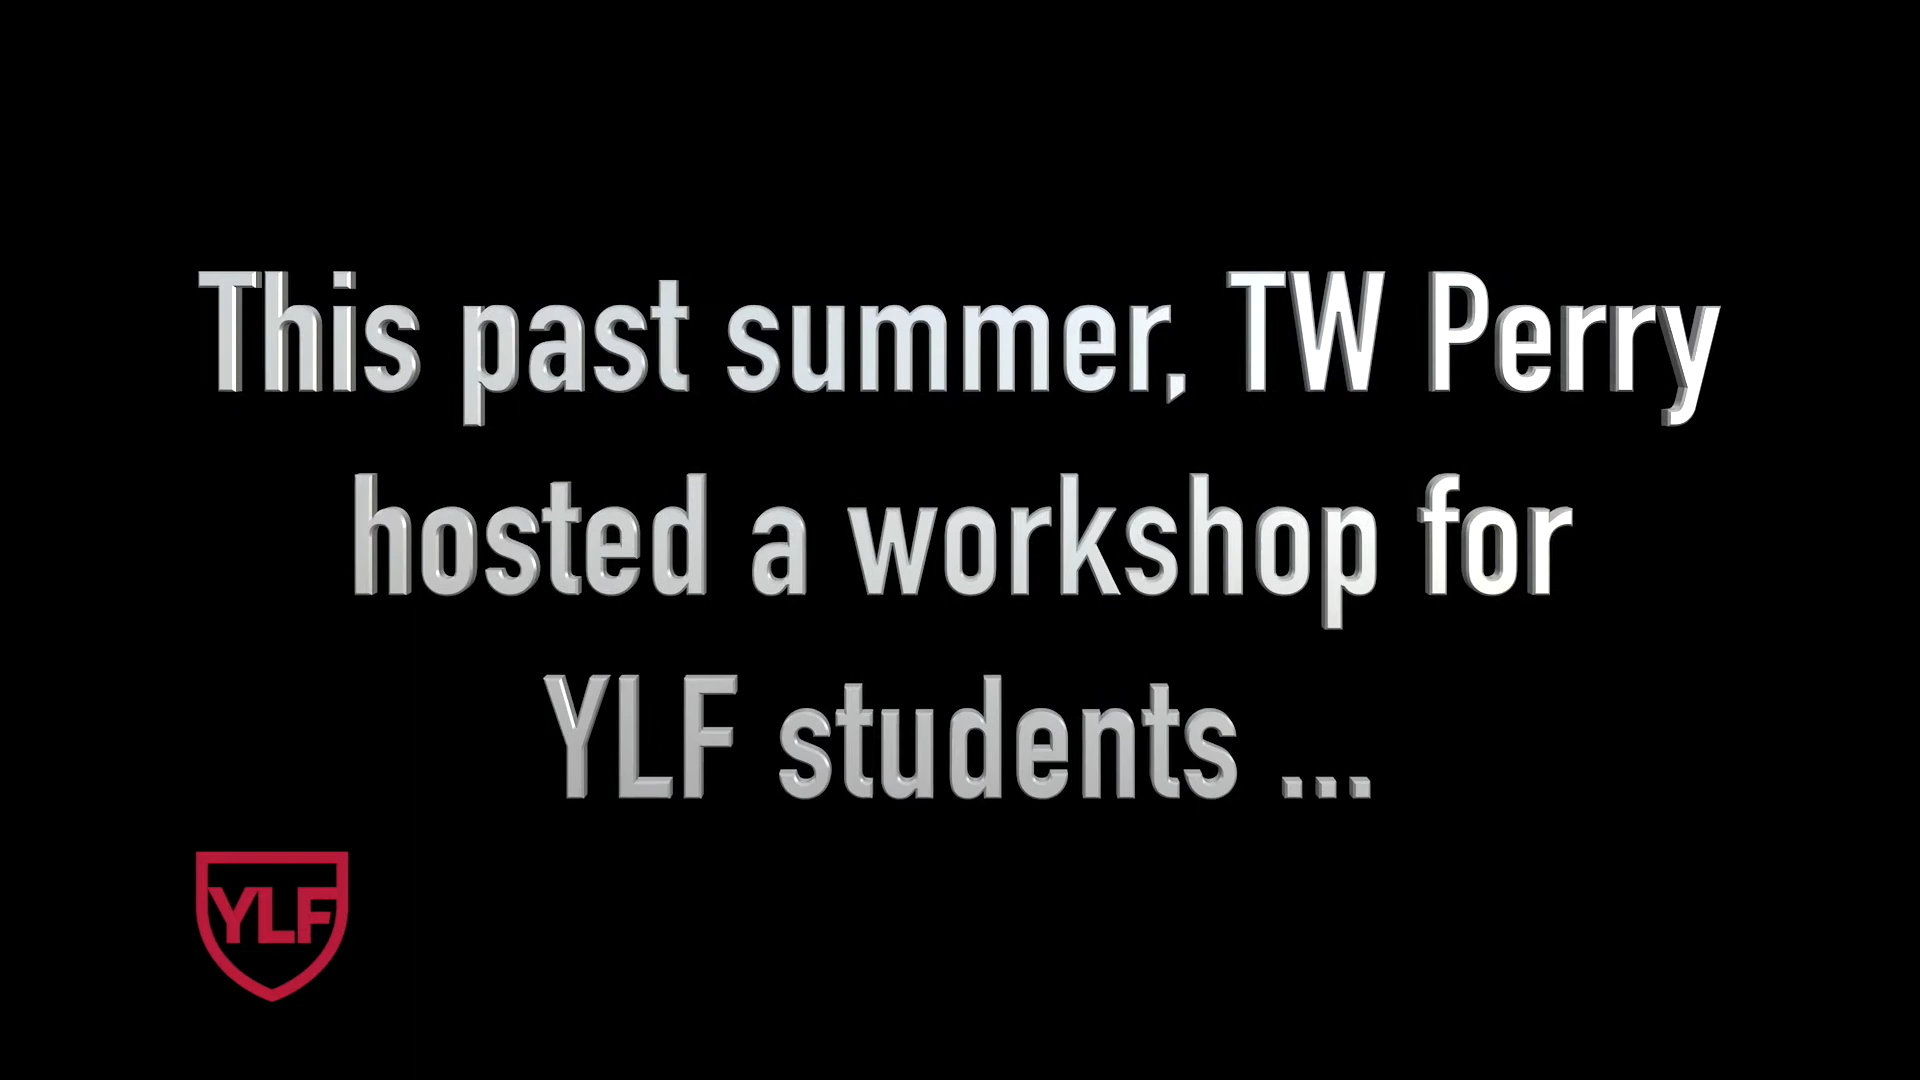 This past summer, TW Perry
hosted a workshop for
YLF students ...
YLF